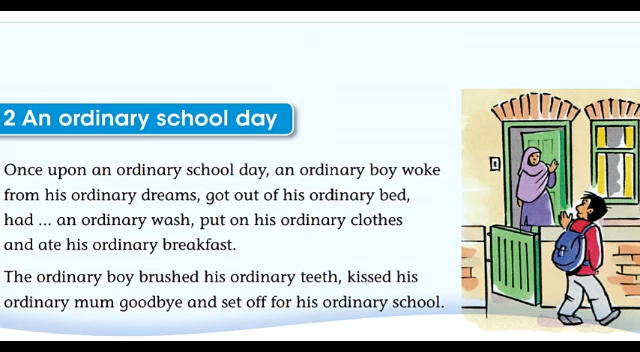 2 An ordinary school day
Once upon an ordinary school day, an ordinary boy woke
from his ordinary dreams, got out of his ordinary bed,
had ... an ordinary wash, put on his ordinary clothes
and ate his ordinary breakfast.
The ordinary boy brushed his ordinary teeth, kissed his
ordinary mum goodbye and set off for his ordinary school.